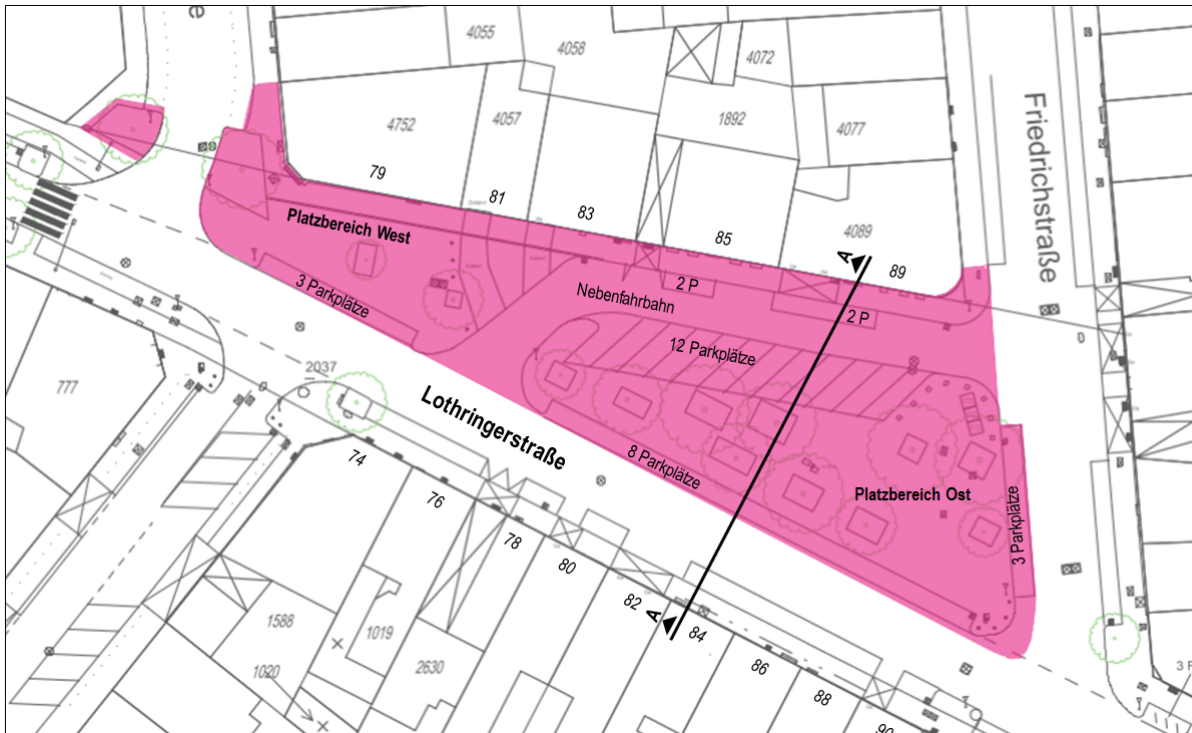 e
4055
4058
4072
4752
4057
1892
4077
Friedrichstraße
79
81
83
85
4089
89
Platzbereich West
A
2 P
2 P
Nebenfahrbahn
3 Parkplätze
12 Parkplätze
2037
777
Lothringerstraße
8 Parkplätze
Platzbereich Ost
3 Parkplätze
74
76
78
80
82
A
84
86
88
90
1588
1019
1020
2630
3 P